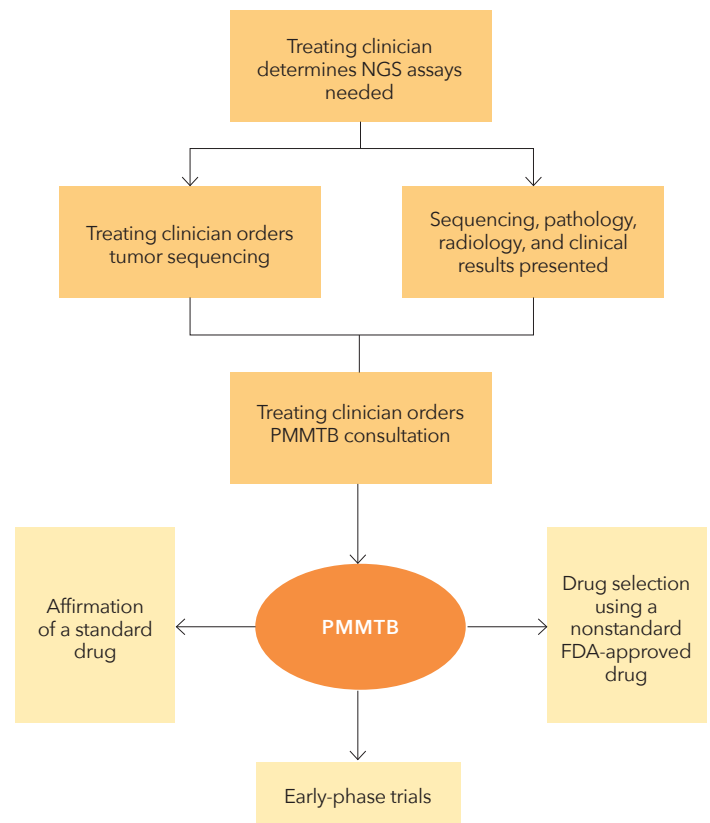 Treating clinician
determines NGS assays
needed
Treating clinician orders
tumor sequencing
Sequencing, pathology,
radiology, and clinical
results presented
Treating clinician orders
PMMTB consultation
Affirmation
of a standard
drug
PMMTB
Drug selection
using a
nonstandard
FDA-approved
drug
Early-phase trials